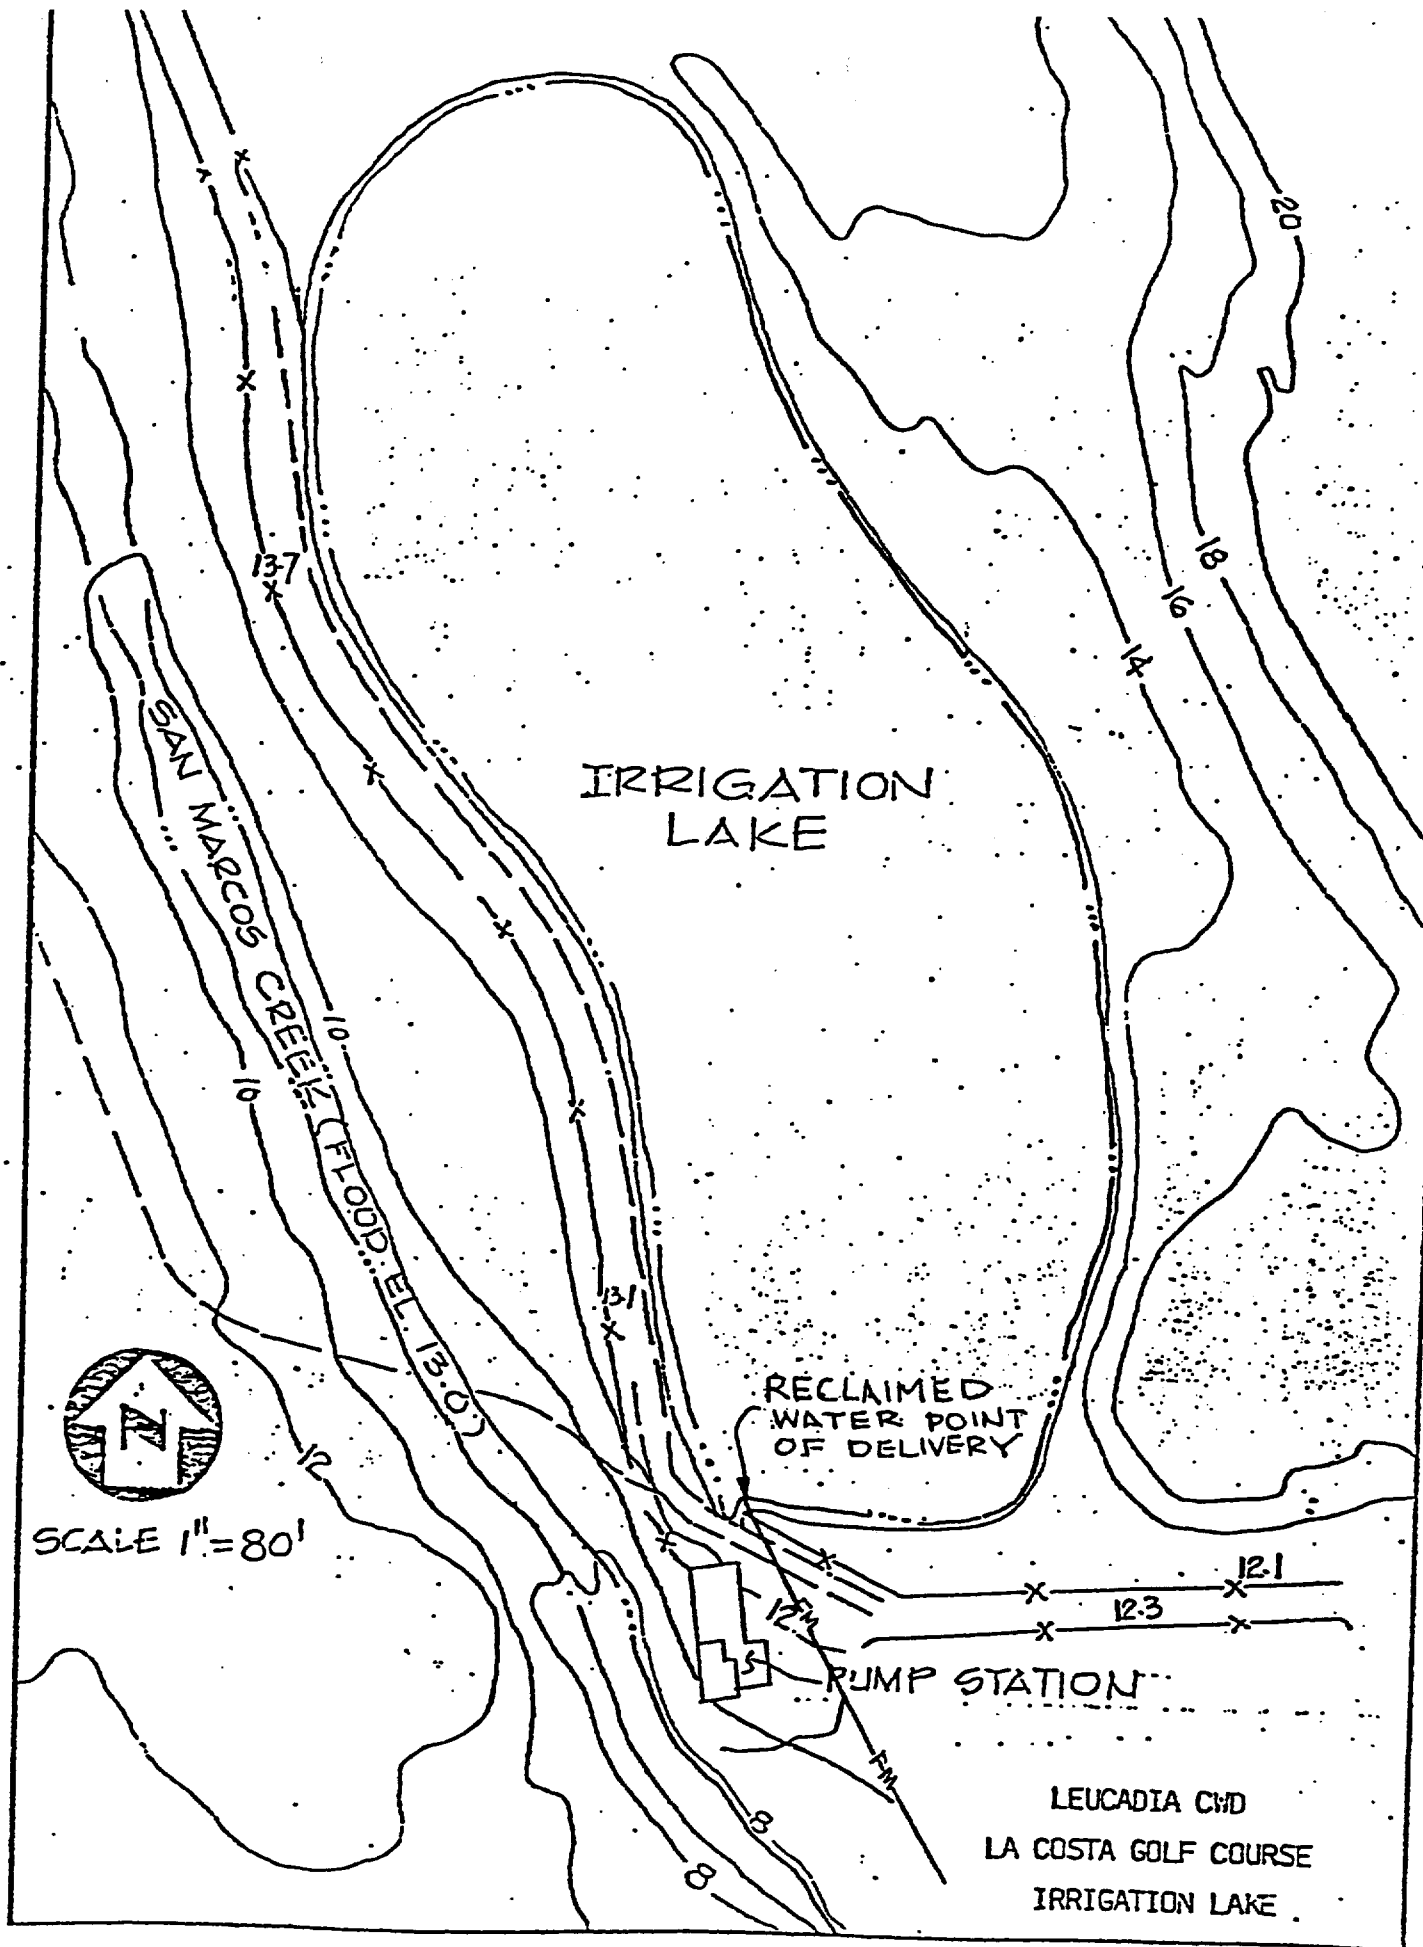 20
13.7
18
16
14
IRRIGATION
LAKE
SAN MARCOS CREEK (FLOOD EL. 13.0')
10
10
13.1
RECLAIMED
WATER POINT
OF DELIVERY
N
12
SCALE 1"=80'
12.1
12.3
12
FM
PUMP STATION
FM
8
8
LEUCADIA CWD
LA COSTA GOLF COURSE
IRRIGATION LAKE